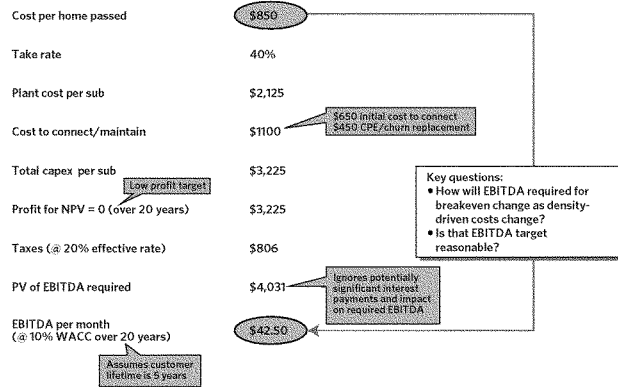 Cost per home passed $850
Take rate 40%
Plant cost per sub $2,125
Cost to connect/maintain $1100
$650 initial cost to connect
$450 CPE/churn replacement
Total capex per sub $3,225
Low profit target
Profit for NPV = 0 (over 20 years) $3,225
Key questions:
• How will EBITDA required for
breakeven change as density-
driven costs change?
• Is that EBITDA target
reasonable?
Taxes (@ 20% effective rate) $806
PV of EBITDA required $4,031
Ignores potentially
significant interest
payments and impact
on required EBITDA
EBITDA per month
(@ 10% WACC over 20 years) $42.50
Assumes customer
lifetime is 5 years